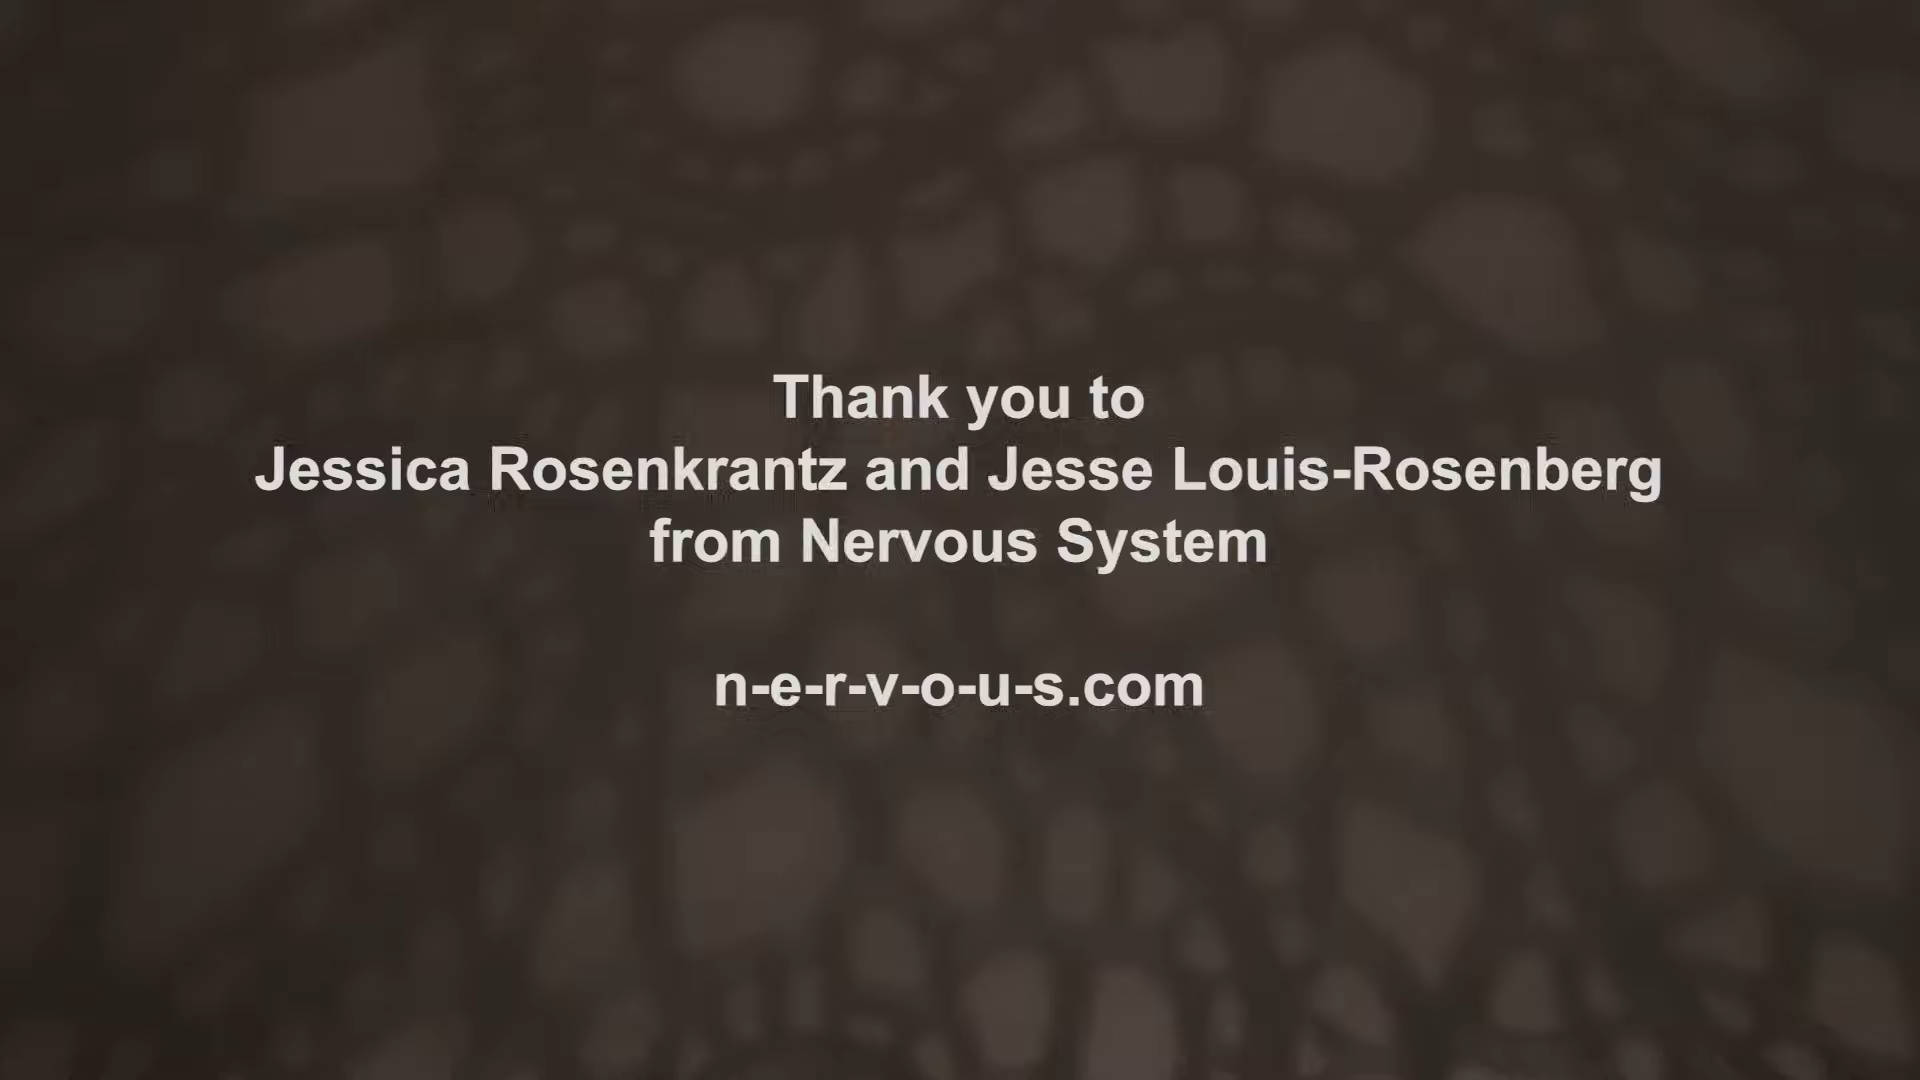 Thank you to
Jessica Rosenkrantz and Jesse Louis-Rosenberg
from Nervous System
n-e-r-v-o-u-s.com